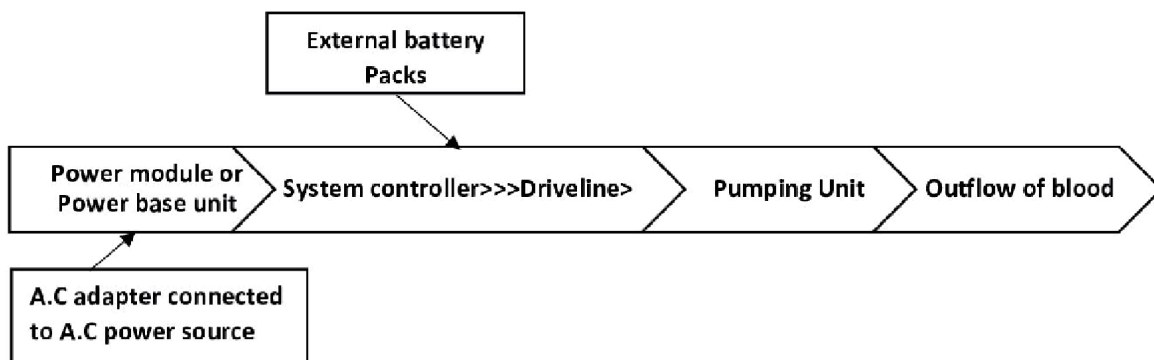 External battery
Packs
Power module or
Power base unit
System controller>>>Driveline>
Pumping Unit
Outflow of blood
A.C adapter connected
to A.C power source